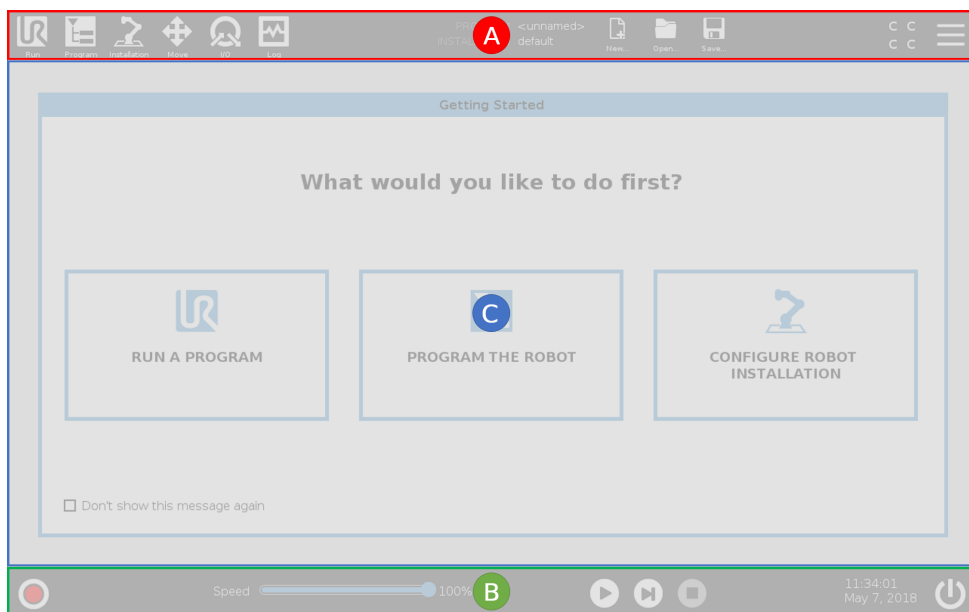 A
<unnamed>
default
Run Program Installation Move I/O Log
New... Open... Save...
C C
C C
Getting Started
What would you like to do first?
C
RUN A PROGRAM
PROGRAM THE ROBOT
CONFIGURE ROBOT
INSTALLATION
Don't show this message again
Speed 100% B
11:34:01
May 7, 2018